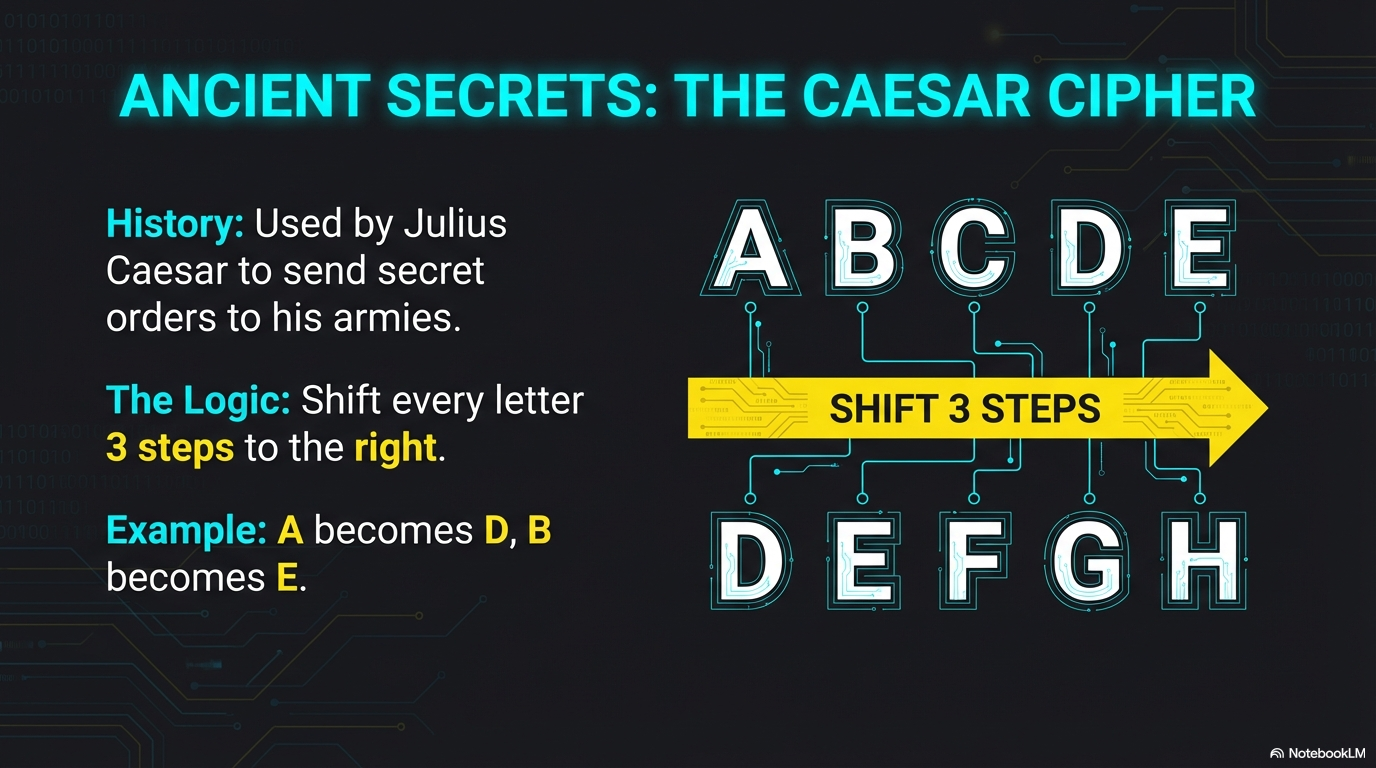 ANCIENT SECRETS: THE CAESAR CIPHER
History: Used by Julius
Caesar to send secret
orders to his armies.
The Logic: Shift every letter
3 steps to the right.
Example: A becomes D, B
becomes E.
A B C D E
SHIFT 3 STEPS
D E F G H
NotebookLM